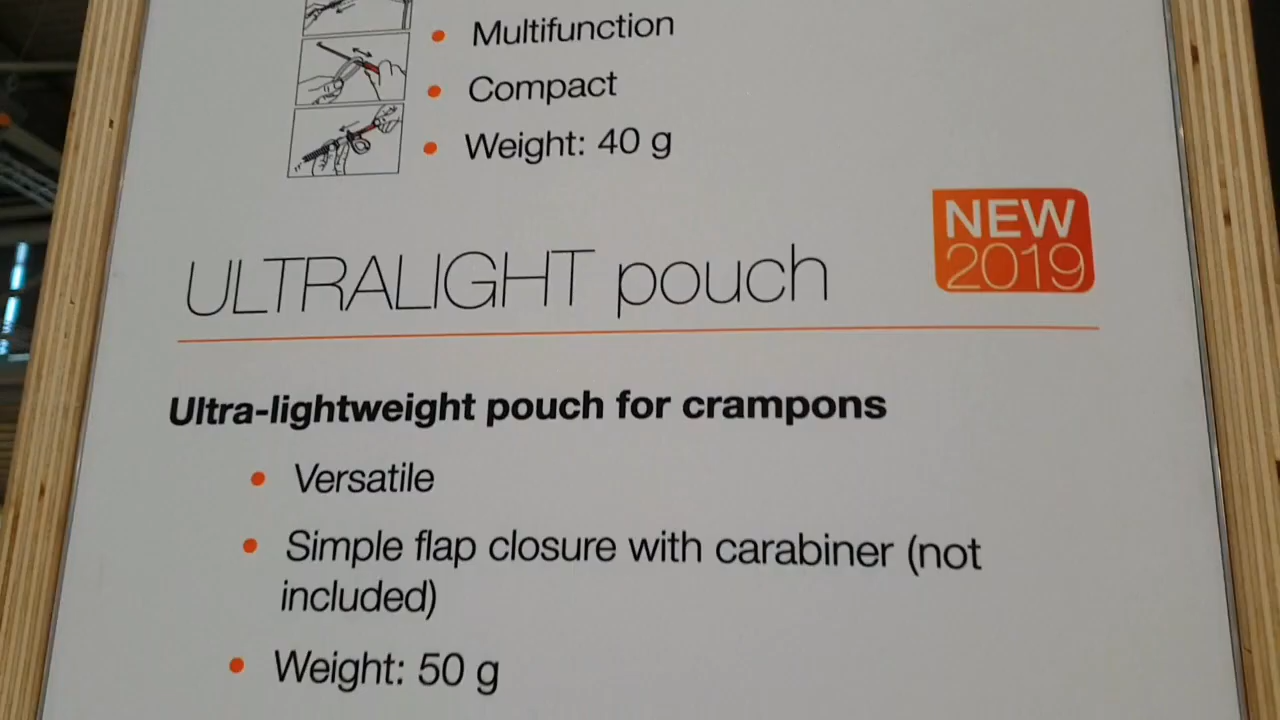 Multifunction
Compact
Weight: 40 g
NEW
2019
ULTRALIGHT pouch
Ultra-lightweight pouch for crampons
Versatile
Simple flap closure with carabiner (not
included)
Weight: 50 g